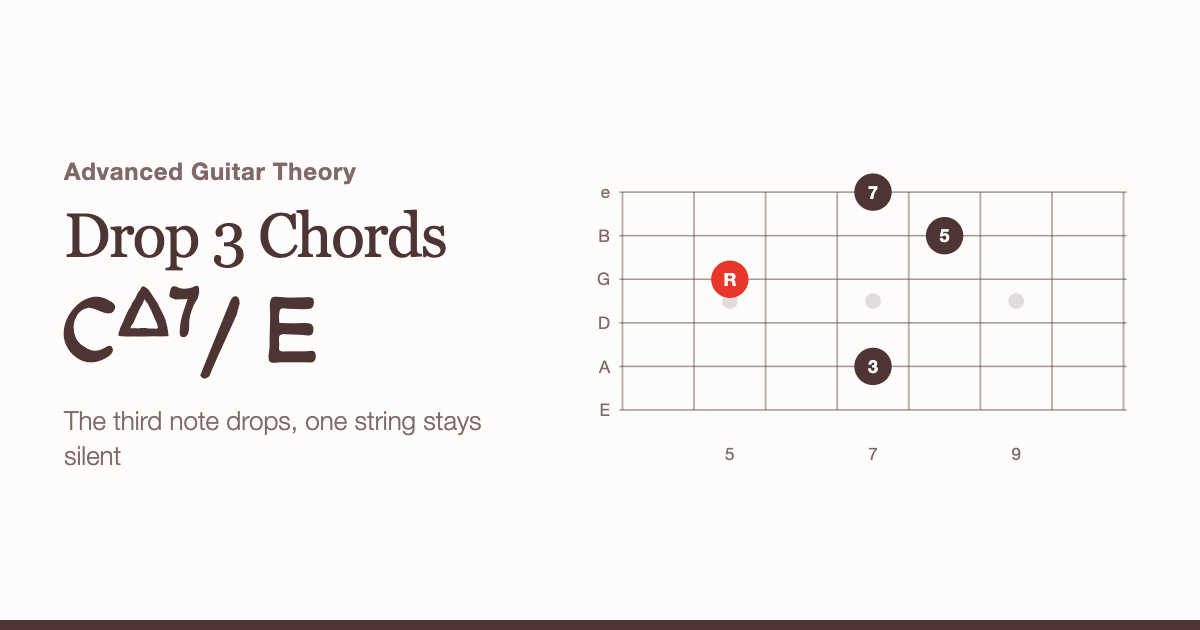 Advanced Guitar Theory
Drop 3 Chords
C△7/E
The third note drops, one string stays
silent
e
7
B
5
G
R
D
A
3
E
5 7 9